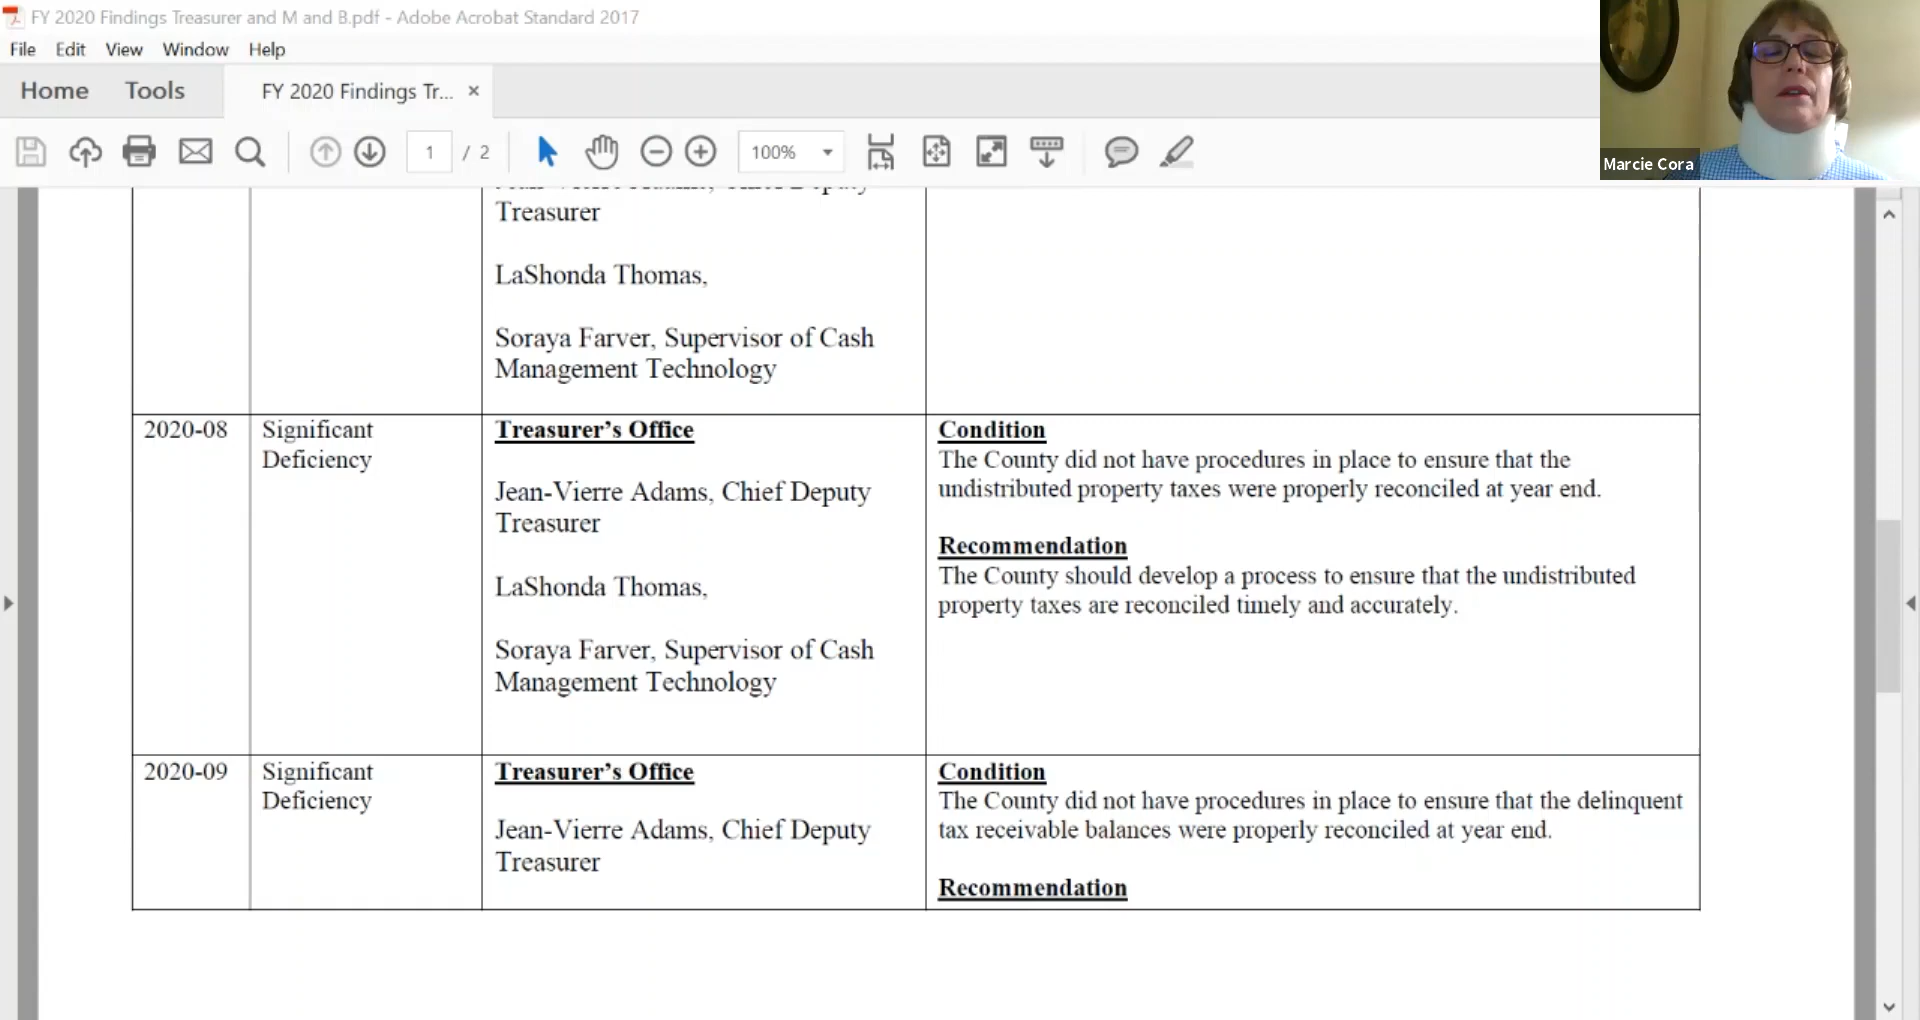 FY 2020 Findings Treasurer and M and B.pdf - Adobe Acrobat Standard 2017
File Edit View Window Help
Home Tools FY 2020 Findings Tr... ×
1 / 2 100%
Marcie Cora
Jean-Vierre Adams, Chief Deputy
Treasurer
LaShonda Thomas,
Soraya Farver, Supervisor of Cash
Management Technology
2020-08
Significant
Deficiency
Treasurer’s Office
Jean-Vierre Adams, Chief Deputy
Treasurer
LaShonda Thomas,
Soraya Farver, Supervisor of Cash
Management Technology
Condition
The County did not have procedures in place to ensure that the
undistributed property taxes were properly reconciled at year end.
Recommendation
The County should develop a process to ensure that the undistributed
property taxes are reconciled timely and accurately.
2020-09
Significant
Deficiency
Treasurer’s Office
Jean-Vierre Adams, Chief Deputy
Treasurer
Condition
The County did not have procedures in place to ensure that the delinquent
tax receivable balances were properly reconciled at year end.
Recommendation